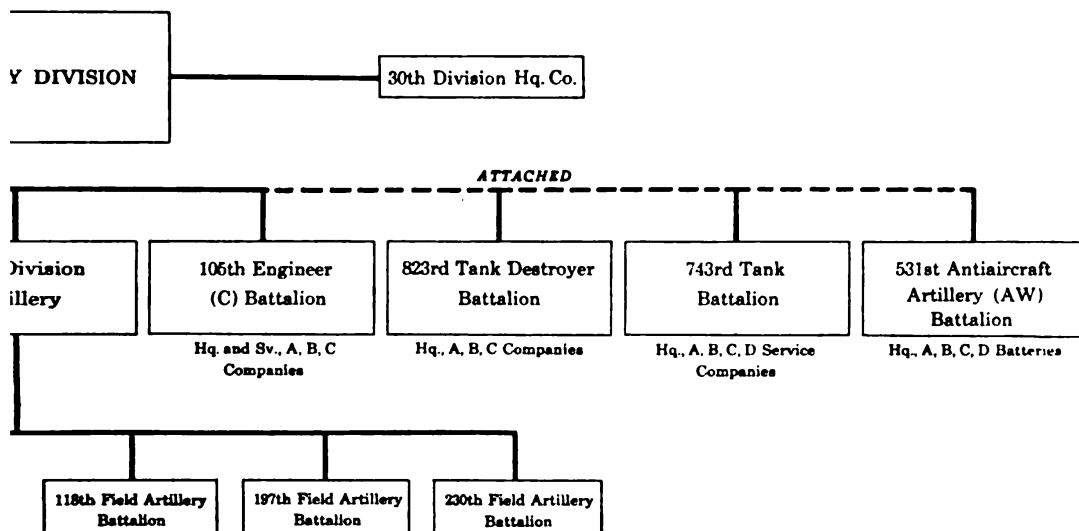 Y DIVISION
30th Division Hq. Co.
ATTACHED
Division
illery
105th Engineer
(C) Battalion
823rd Tank Destroyer
Battalion
743rd Tank
Battalion
531st Antiaircraft
Artillery (AW)
Battalion
Hq. and Sv., A, B, C
Companies
Hq., A, B, C Companies
Hq., A, B, C, D Service
Companies
Hq., A, B, C, D Batteries
118th Field Artillery
Battalion
197th Field Artillery
Battalion
230th Field Artillery
Battalion